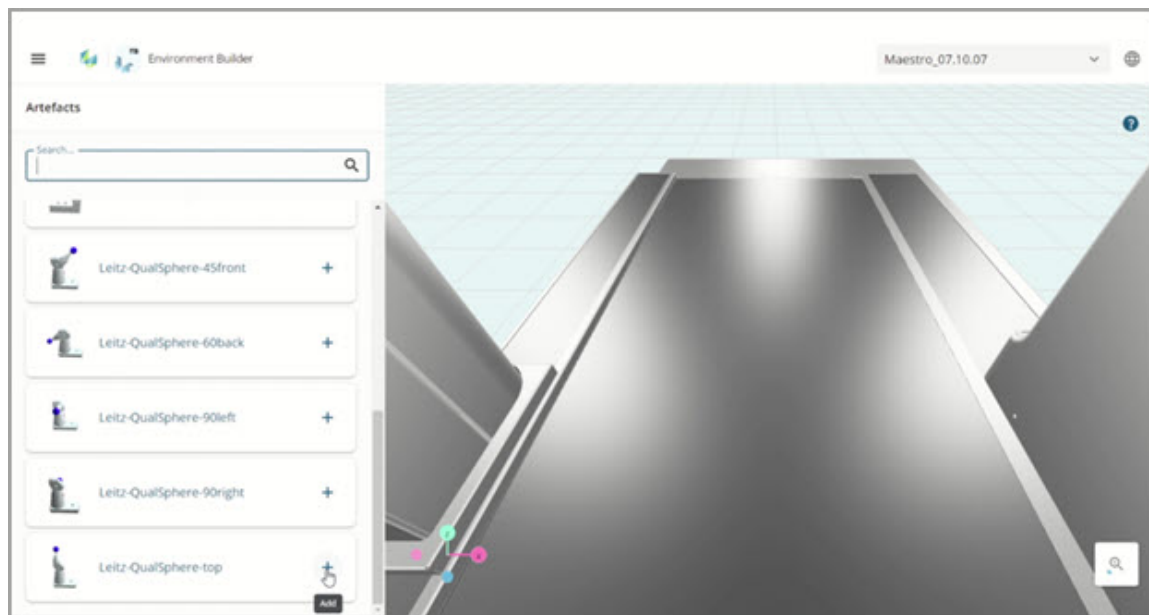 Environment Builder
Maestro_07.10.07
Artefacts
Search...
Leitz-QualSphere-45front
Leitz-QualSphere-60back
Leitz-QualSphere-90left
Leitz-QualSphere-90right
Leitz-QualSphere-top
Add